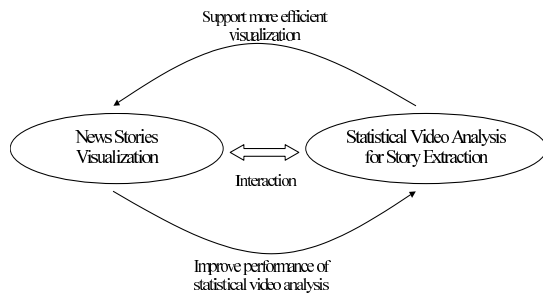 Support more efficient
visualization
News Stories
Visualization
Statistical Video Analysis
for Story Extraction
Interaction
Improve performance of
statistical video analysis